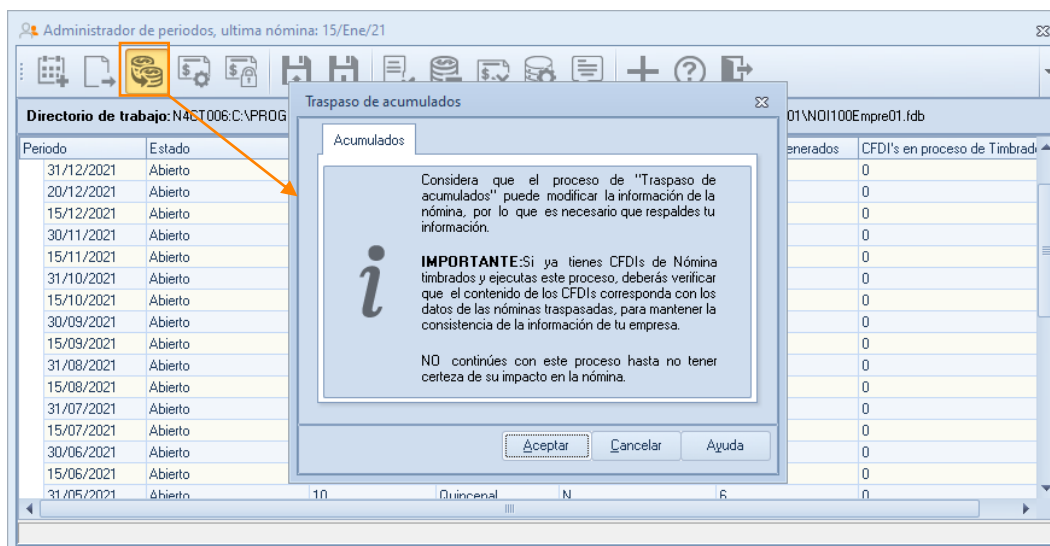 Administrador de periodos, ultima nómina: 15/Ene/21
Directorio de trabajo: N4CT006:C:\PROG
01\NOI100Empre01.fdb
Traspaso de acumulados
Acumulados
Considera que el proceso de "Traspaso de
acumulados" puede modificar la información de la
nómina, por lo que es necesario que respaldes tu
información.
IMPORTANTE:Si ya tienes CFDIs de Nómina
timbrados y ejecutas este proceso, deberás verificar
que el contenido de los CFDIs corresponda con los
datos de las nóminas traspasadas, para mantener la
consistencia de la información de tu empresa.
NO continúes con este proceso hasta no tener
certeza de su impacto en la nómina.
Aceptar Cancelar Ayuda
Periodo Estado enerados CFDI's en proceso de Timbrad
31/12/2021 Abierto 0
20/12/2021 Abierto 0
15/12/2021 Abierto 0
30/11/2021 Abierto 0
15/11/2021 Abierto 0
31/10/2021 Abierto 0
15/10/2021 Abierto 0
30/09/2021 Abierto 0
15/09/2021 Abierto 0
31/08/2021 Abierto 0
15/08/2021 Abierto 0
31/07/2021 Abierto 0
15/07/2021 Abierto 0
30/06/2021 Abierto 0
15/06/2021 Abierto 0
31/05/2021 Abierto 10 Quincenal N 6 0